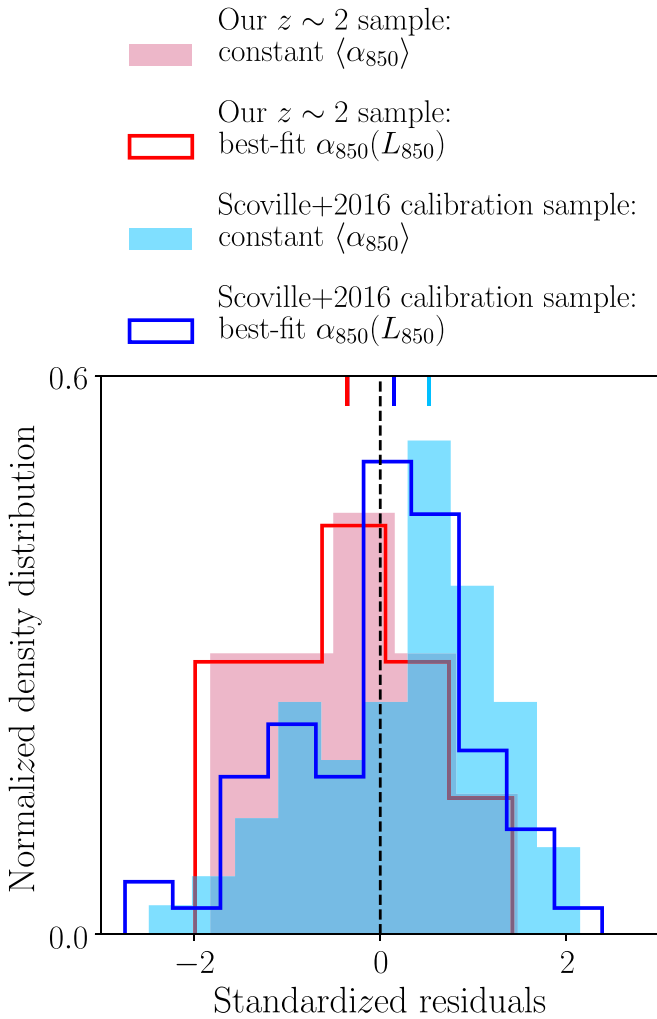 Our z ∼ 2 sample:
constant ⟨α850⟩
Our z ∼ 2 sample:
best-fit α850(L850)
Scoville+2016 calibration sample:
constant ⟨α850⟩
Scoville+2016 calibration sample:
best-fit α850(L850)
0.6
Normalized density distribution
0.0
−2 0 2
Standardized residuals